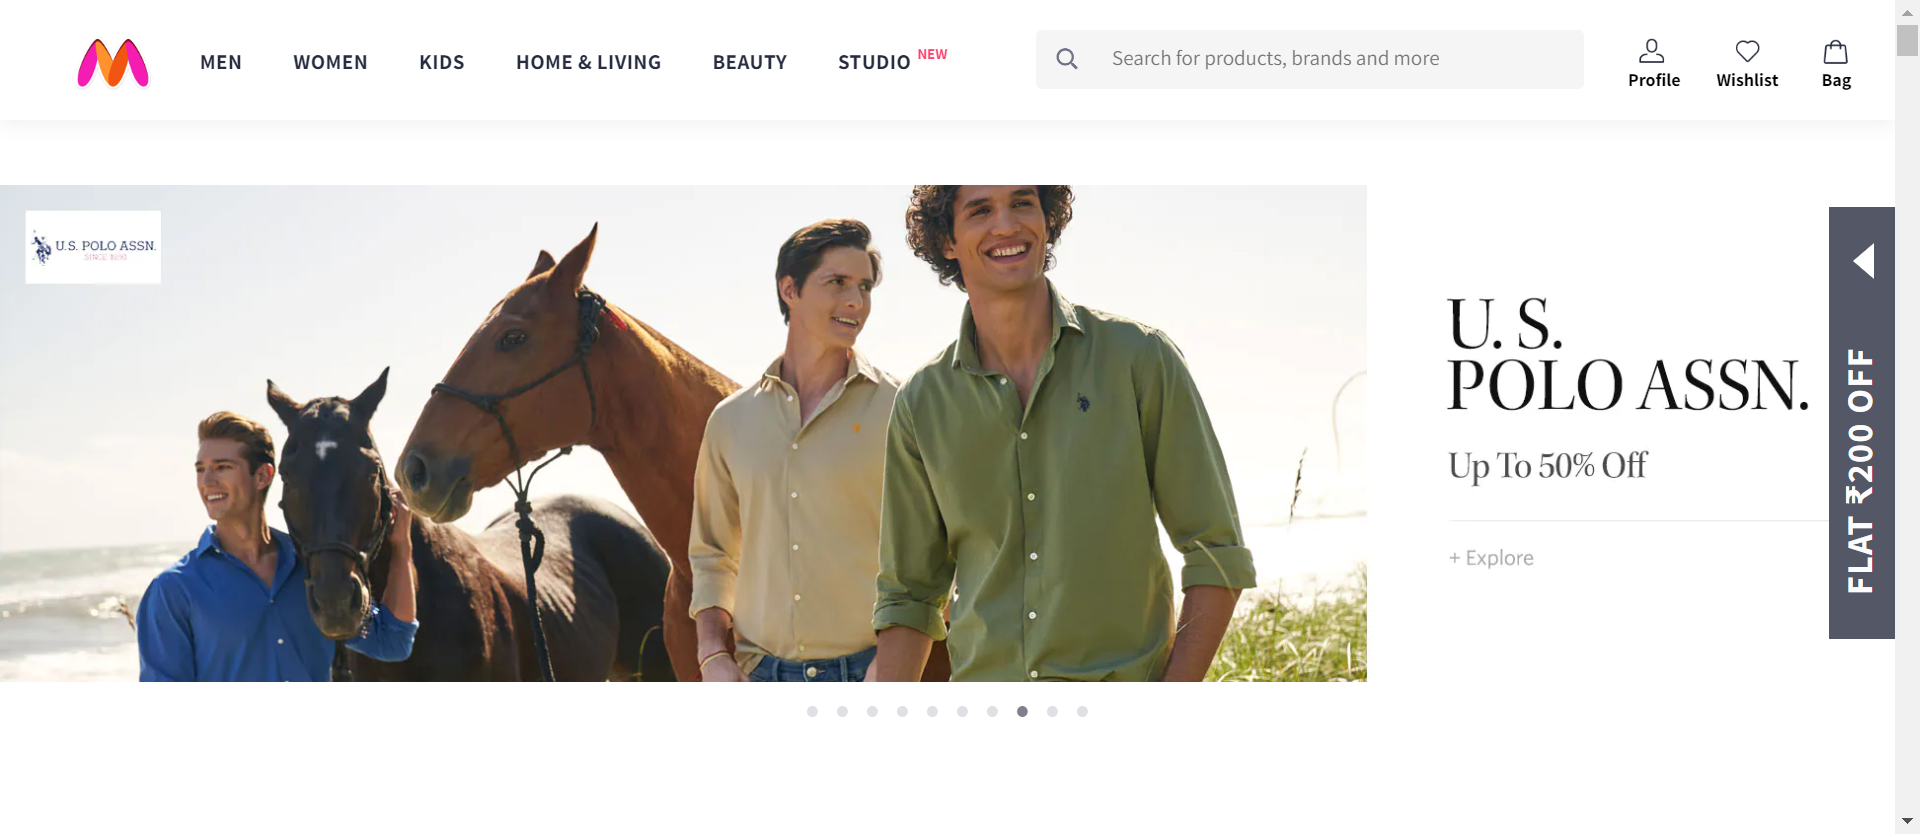 MEN WOMEN KIDS HOME & LIVING BEAUTY STUDIO NEW
Search for products, brands and more
Profile Wishlist Bag
U.S. POLO ASSN.
SINCE 1890
U. S.
POLO ASSN.
Up To 50% Off
+ Explore
FLAT ₹200 OFF